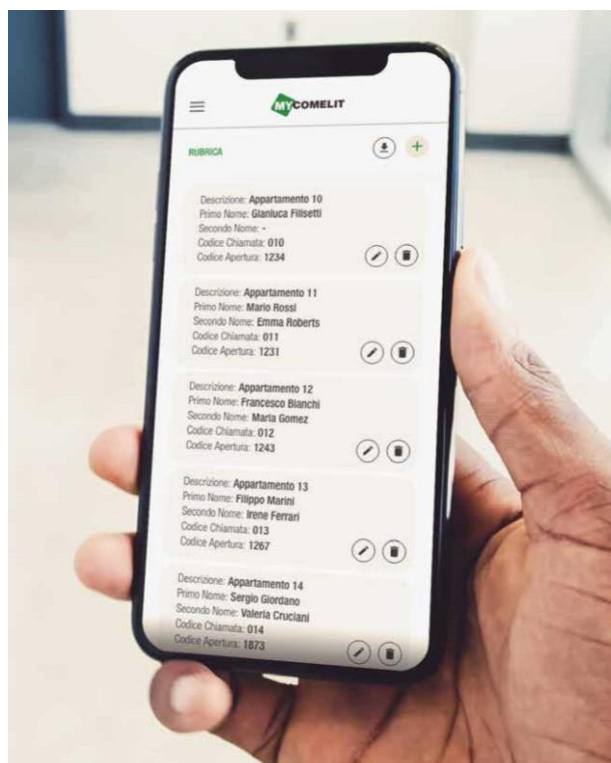 MYCOMELIT
RUBRICA
Descrizione: Appartamento 10
Primo Nome: Gianluca Filisetti
Secondo Nome: -
Codice Chiamata: 010
Codice Apertura: 1234
Descrizione: Appartamento 11
Primo Nome: Mario Rossi
Secondo Nome: Emma Roberts
Codice Chiamata: 011
Codice Apertura: 1231
Descrizione: Appartamento 12
Primo Nome: Francesco Bianchi
Secondo Nome: Maria Gomez
Codice Chiamata: 012
Codice Apertura: 1243
Descrizione: Appartamento 13
Primo Nome: Filippo Marini
Secondo Nome: Irene Ferrari
Codice Chiamata: 013
Codice Apertura: 1267
Descrizione: Appartamento 14
Primo Nome: Sergio Giordano
Secondo Nome: Valeria Cruciani
Codice Chiamata: 014
Codice Apertura: 1873